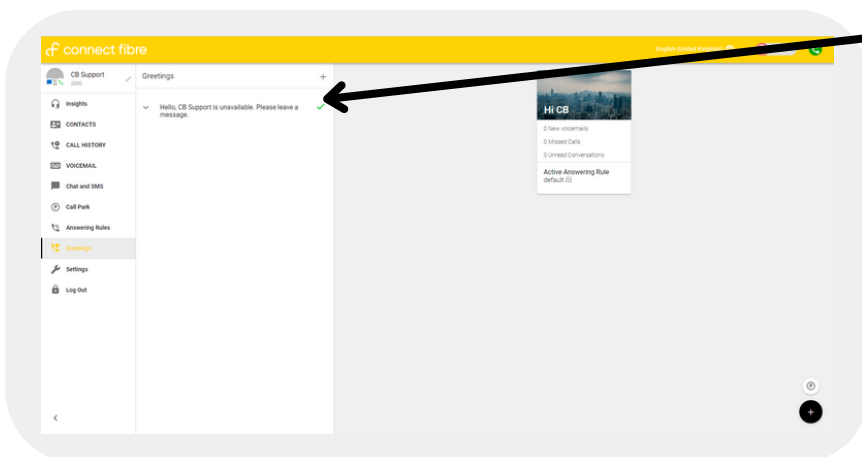 connect fibre
English (United Kingdom)
CB Support
2000
Greetings
+
Insights
CONTACTS
CALL HISTORY
VOICEMAIL
Chat and SMS
Call Park
Answering Rules
Greetings
Settings
Log Out
Hello, CB Support is unavailable. Please leave a
message.
Hi CB
0 New voicemails
0 Missed Calls
0 Unread Conversations
Active Answering Rule
default